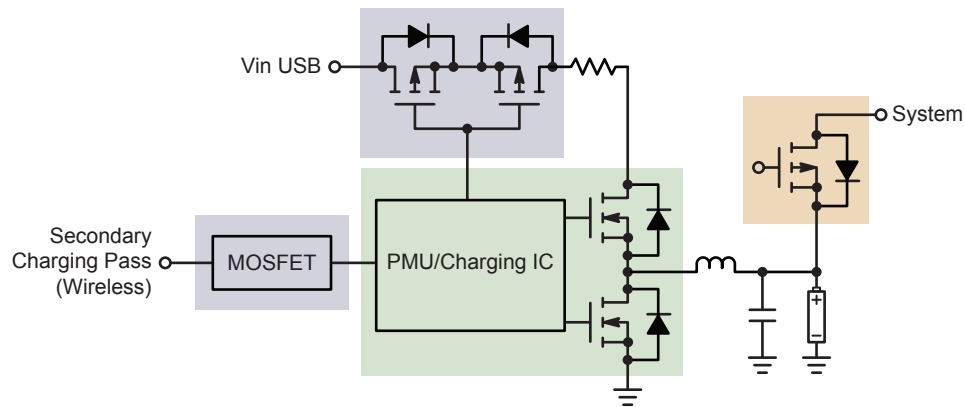 Vin USB
System
Secondary
Charging Pass
(Wireless)
MOSFET
PMU/Charging IC
+
−